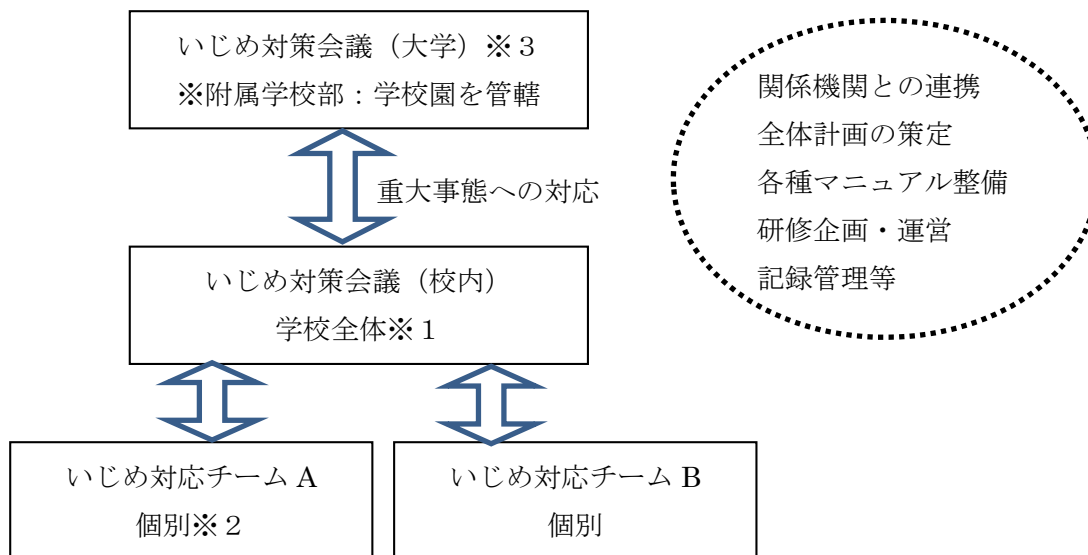 いじめ対策会議（大学）※３
※附属学校部：学校園を管轄
関係機関との連携
全体計画の策定
各種マニュアル整備
研修企画・運営
記録管理等
重大事態への対応
いじめ対策会議（校内）
学校全体※１
いじめ対応チーム A
個別※２
いじめ対応チーム B
個別